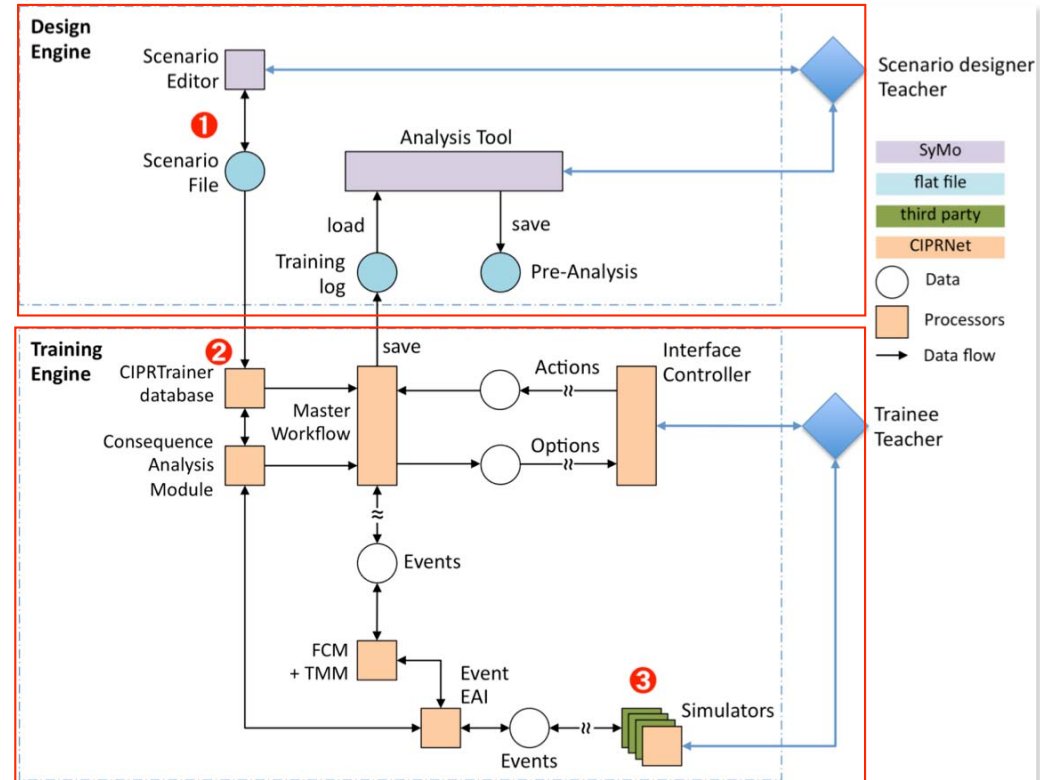 Design
Engine
Scenario
Editor
Scenario designer
Teacher
❶
Scenario
File
Analysis Tool
load
save
Training
log
Pre-Analysis
SyMo
flat file
third party
CIPRNet
Data
Processors
Data flow
Training
Engine
❷
save
CIPRTrainer
database
Master
Workflow
Actions
Options
Interface
Controller
Trainee
Teacher
Consequence
Analysis
Module
≈
Events
FCM
+ TMM
Event
EAI
Events
❸
Simulators